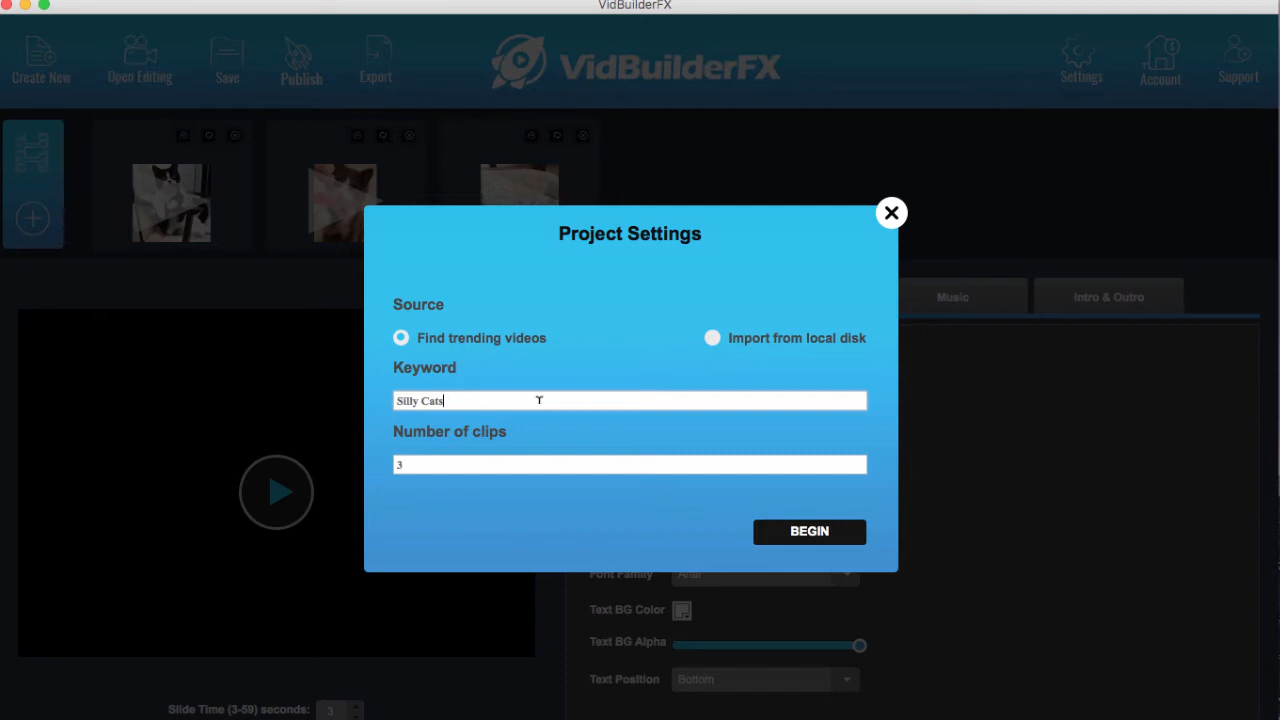 VidBuilderFX
Create New
Open Editing
Save
Publish
Export
VidBuilderFX
Settings
Account
Support
Project Settings
Source
Find trending videos
Import from local disk
Keyword
Silly Cats
Number of clips
3
BEGIN
Music
Intro & Outro
Font Family
Arial
Text BG Color
Text BG Alpha
Text Position
Bottom
Slide Time (3-59) seconds:
3